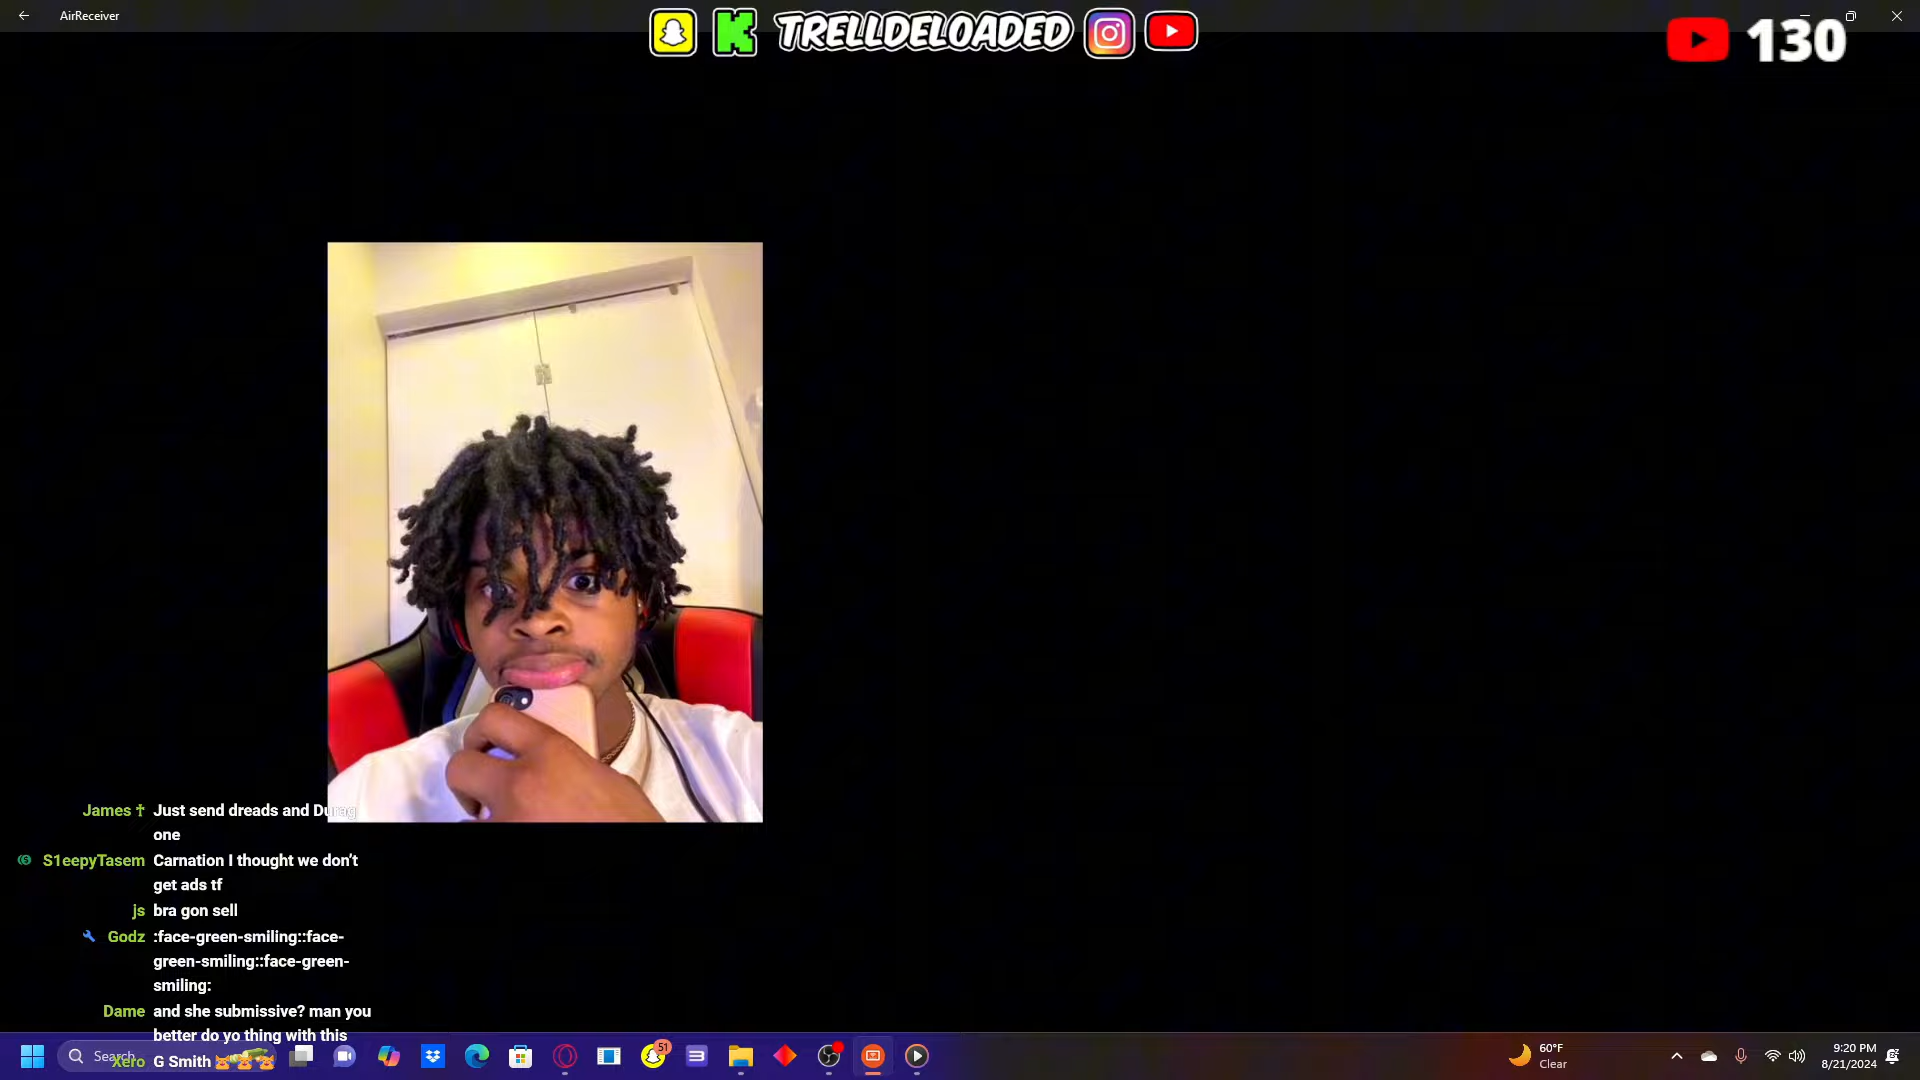 AirReceiver
TRELLDELOADED
130
James ✝ Just send dreads and Durag
one
S1eepyTasem Carnation I thought we don't
get ads tf
js bra gon sell
Godz :face-green-smiling::face-
green-smiling::face-green-
smiling:
Dame and she submissive? man you
better do yo thing with this
Xero G Smith
Search
51
60°F
Clear
9:20 PM
8/21/2024